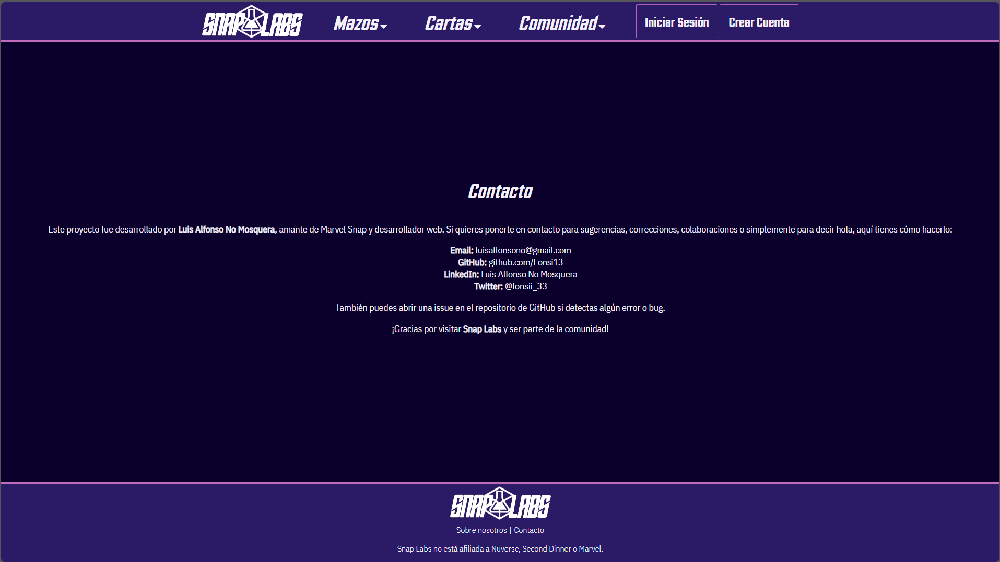 SNAP LABS Mazos Cartas Comunidad Iniciar Sesión Crear Cuenta
Contacto
Este proyecto fue desarrollado por Luis Alfonso No Mosquera, amante de Marvel Snap y desarrollador web. Si quieres ponerte en contacto para sugerencias, correcciones, colaboraciones o simplemente para decir hola, aquí tienes cómo hacerlo:
Email: luisalfonsono@gmail.com
GitHub: github.com/Fonsi13
LinkedIn: Luis Alfonso No Mosquera
Twitter: @fonsii_33
También puedes abrir una issue en el repositorio de GitHub si detectas algún error o bug.
¡Gracias por visitar Snap Labs y ser parte de la comunidad!
SNAP LABS
Sobre nosotros | Contacto
Snap Labs no está afiliada a Nuverse, Second Dinner o Marvel.